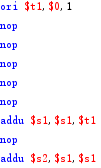 ori $t1,$0,1
nop
nop
nop
nop
nop
addu $s1,$s1,$t1
nop
addu $s2,$s1,$s1